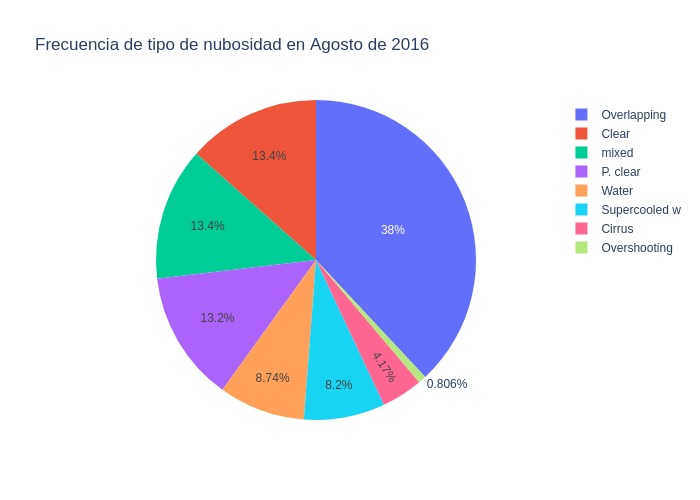 Frecuencia de tipo de nubosidad en Agosto de 2016
Overlapping
Clear
mixed
P. clear
Water
Supercooled w
Cirrus
Overshooting
13.4%
38%
13.4%
13.2%
8.74%
8.2%
4.17%
0.806%